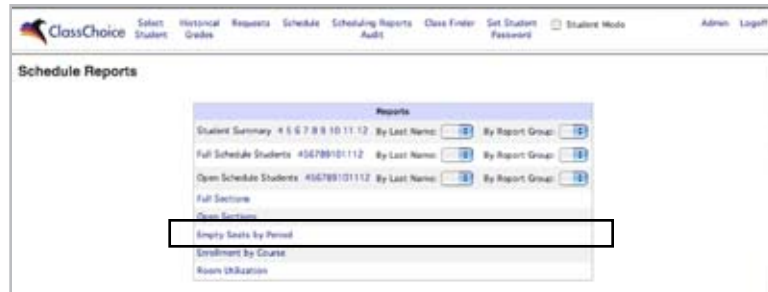 ClassChoice Select Student Historical Grades Requests Schedule Scheduling Reports Audit Class Finder Set Student Password Student Mode Admin Logoff
Schedule Reports
Reports
Student Summary 4 5 6 7 8 9 10 11 12 By Last Name: By Report Group:
Full Schedule Students 456789101112 By Last Name: By Report Group:
Open Schedule Students 456789101112 By Last Name: By Report Group:
Full Sections
Open Sections
Empty Seats by Period
Enrollment by Course
Room Utilization